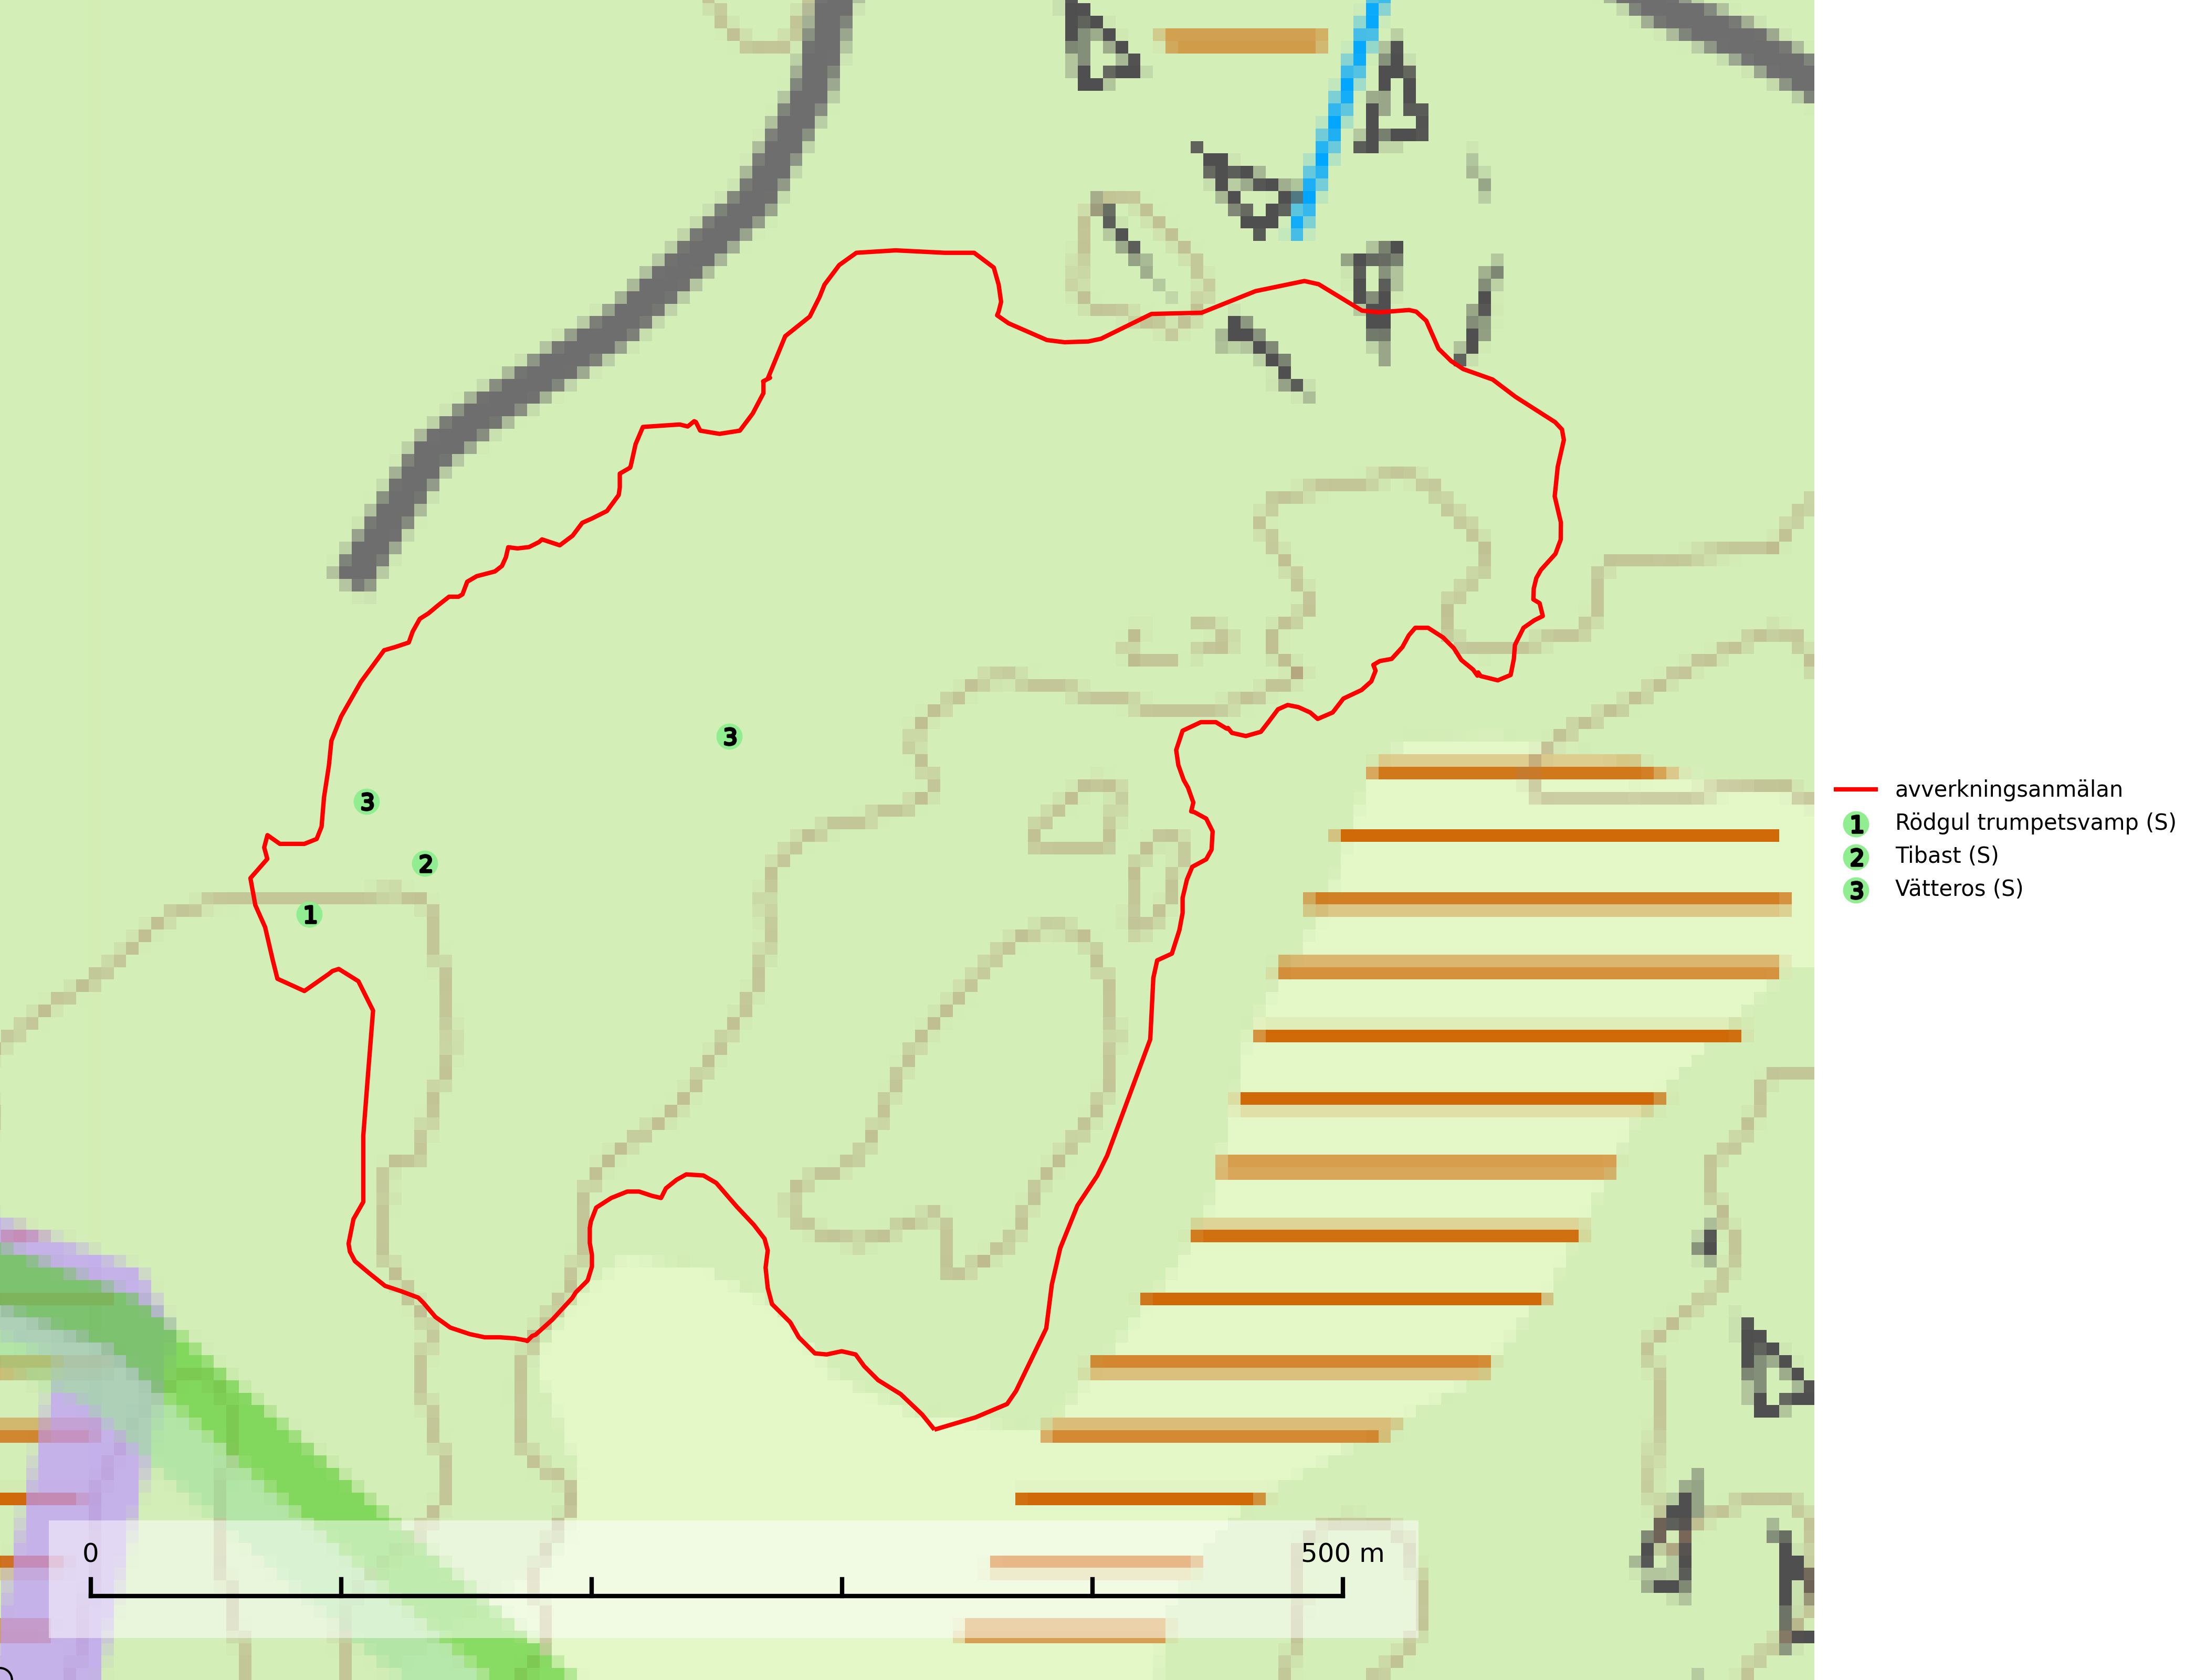 3
3
2
1
avverkningsanmälan
1 Rödgul trumpetsvamp (S)
2 Tibast (S)
3 Vätteros (S)
0 500 m